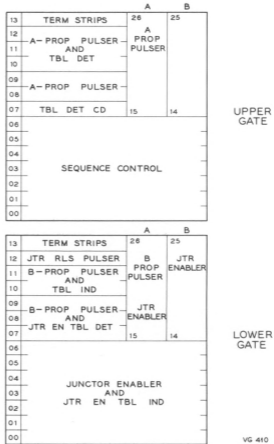 A B
13 TERM STRIPS 26 25
12 A
11 A-PROP PULSER PROP
AND PULSER
10 TBL DET
09
08 A-PROP PULSER
07 TBL DET CD 15 14
UPPER
GATE
06
05
04
03 SEQUENCE CONTROL
02
01
00
A B
13 TERM STRIPS 26 25
12 JTR RLS PULSER B JTR
11 B-PROP PULSER PROP ENABLER
AND PULSER
10 TBL IND
09 B-PROP PULSER JTR
08 AND ENABLER
07 JTR EN TBL DET 15 14
LOWER
GATE
06
05
04
03 JUNCTOR ENABLER
AND
02 JTR EN TBL IND
01
00
VG 410